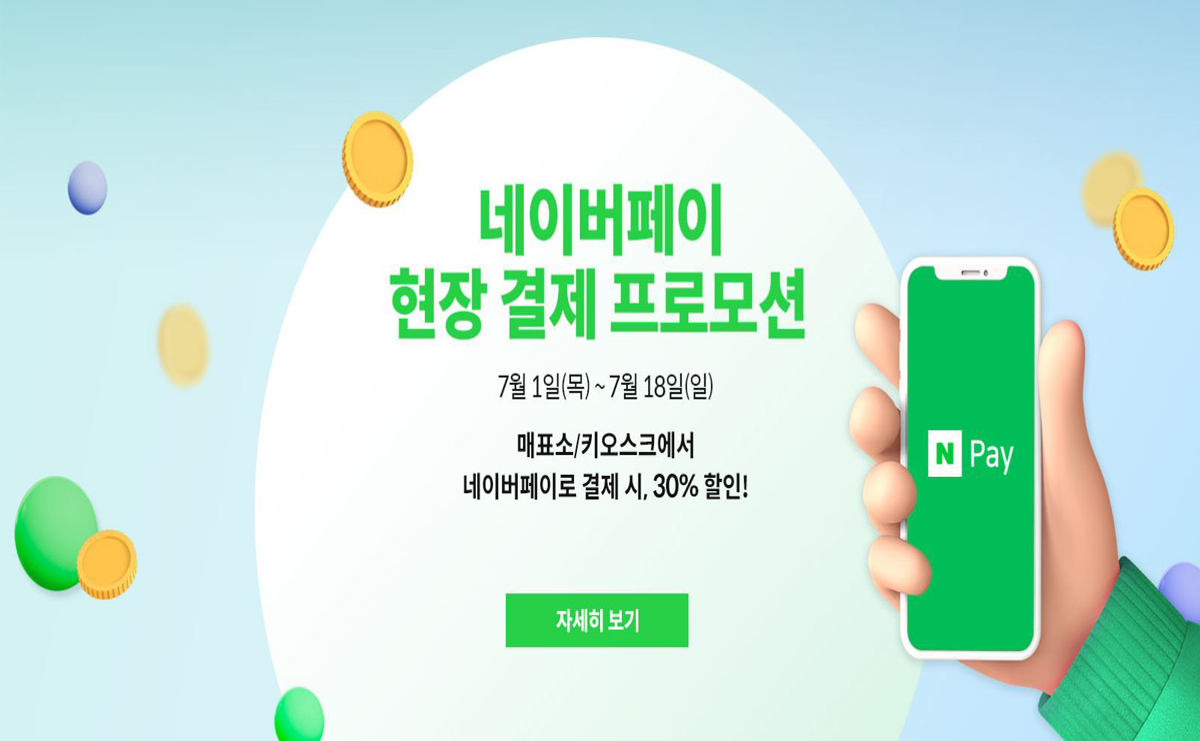 네이버페이
현장 결제 프로모션
7월 1일(목) ~ 7월 18일(일)
매표소/키오스크에서
네이버페이로 결제 시, 30% 할인!
N Pay
자세히 보기